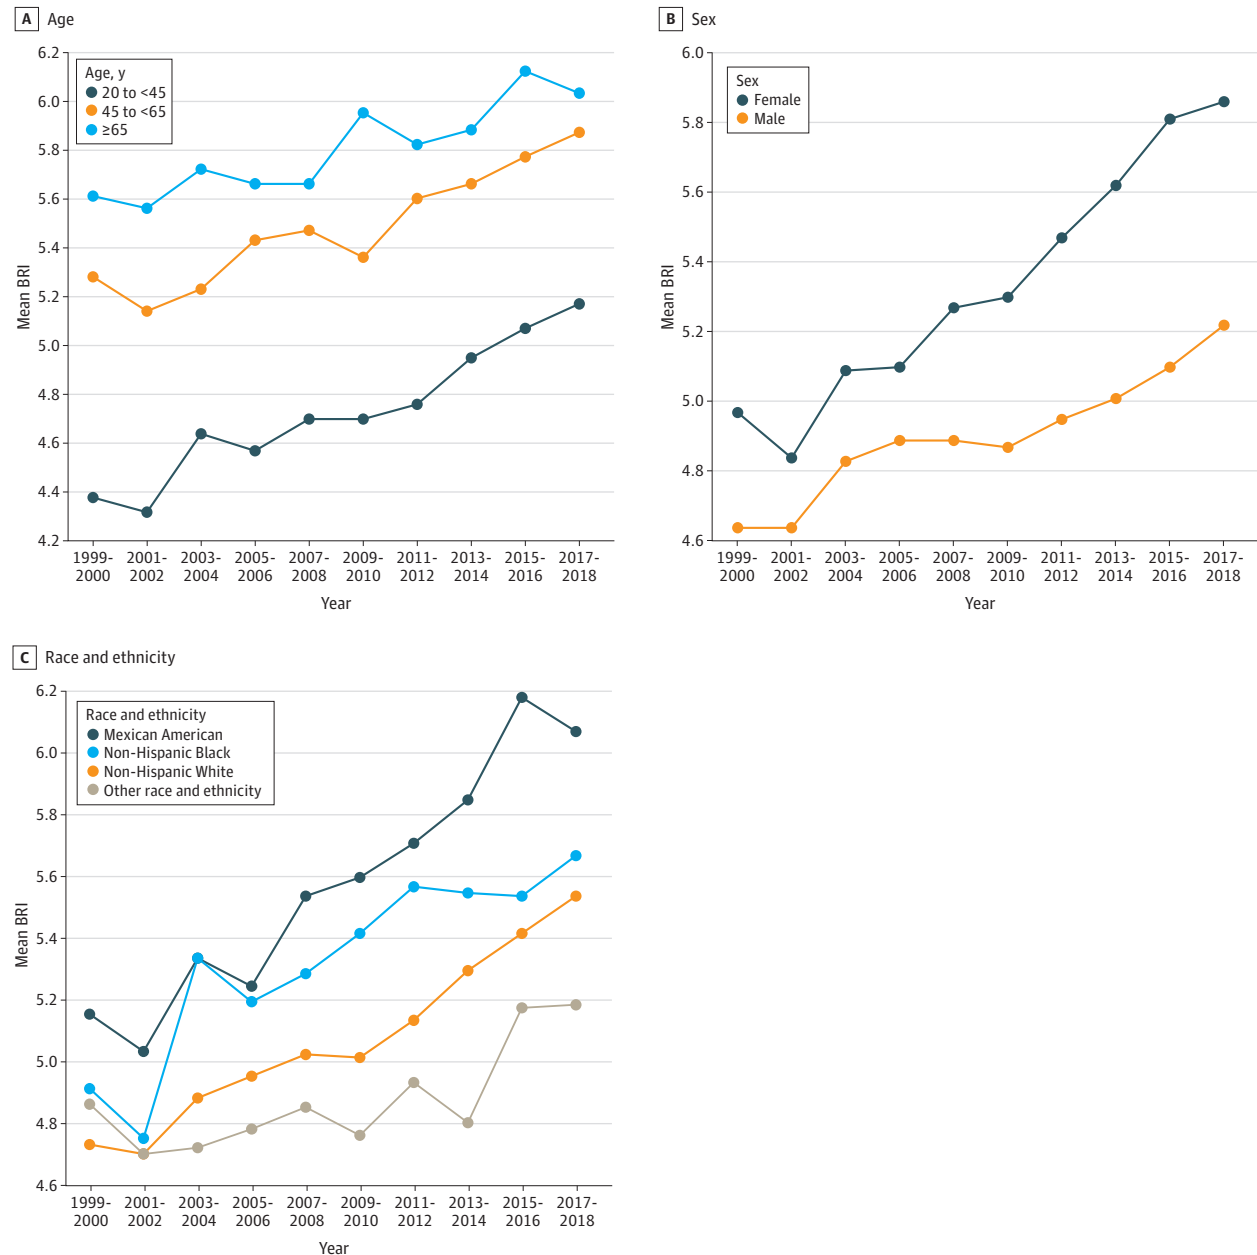 A Age
6.2
6.0
5.8
5.6
5.4
5.2
5.0
4.8
4.6
4.4
4.2
Mean BRI
Age, y
20 to <45
45 to <65
≥65
1999- 2001- 2003- 2005- 2007- 2009- 2011- 2013- 2015- 2017-
2000 2002 2004 2006 2008 2010 2012 2014 2016 2018
Year
B Sex
6.0
5.8
5.6
5.4
5.2
5.0
4.8
4.6
Mean BRI
Sex
Female
Male
1999- 2001- 2003- 2005- 2007- 2009- 2011- 2013- 2015- 2017-
2000 2002 2004 2006 2008 2010 2012 2014 2016 2018
Year
C Race and ethnicity
6.2
6.0
5.8
5.6
5.4
5.2
5.0
4.8
4.6
Mean BRI
Race and ethnicity
Mexican American
Non-Hispanic Black
Non-Hispanic White
Other race and ethnicity
1999- 2001- 2003- 2005- 2007- 2009- 2011- 2013- 2015- 2017-
2000 2002 2004 2006 2008 2010 2012 2014 2016 2018
Year